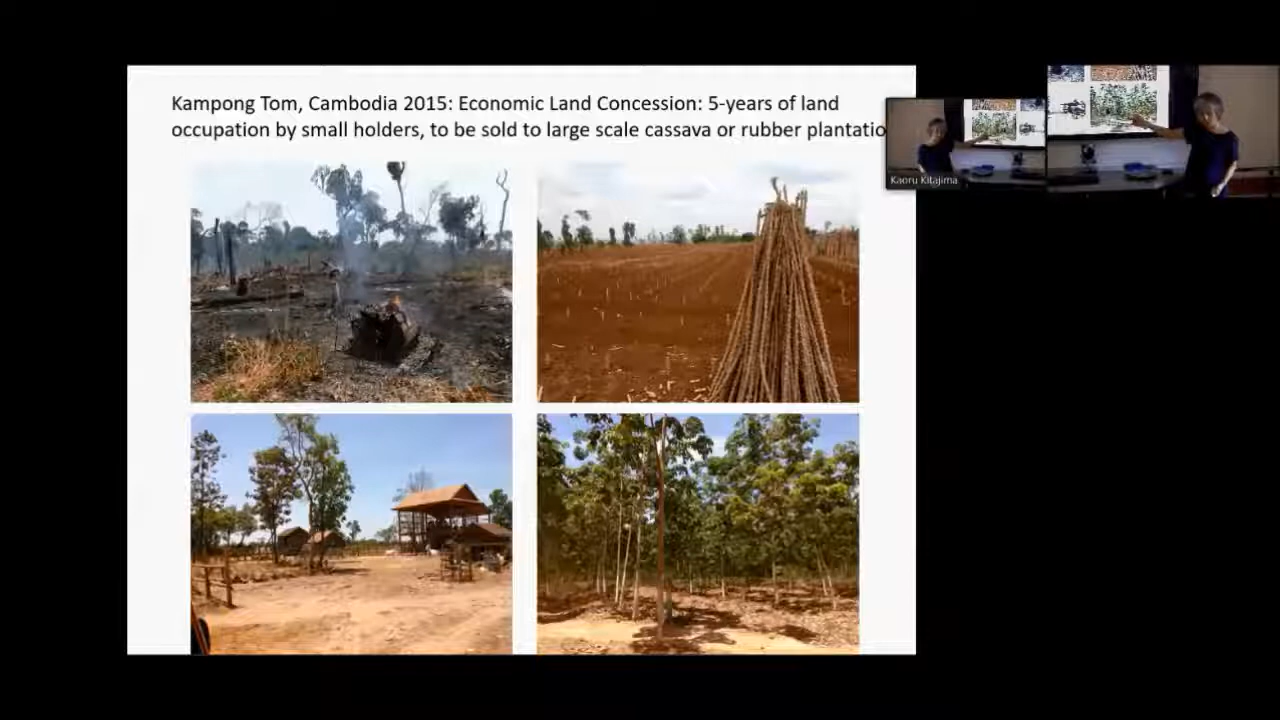 Kampong Tom, Cambodia 2015: Economic Land Concession: 5-years of land
occupation by small holders, to be sold to large scale cassava or rubber plantatio
Kaoru Kitajima